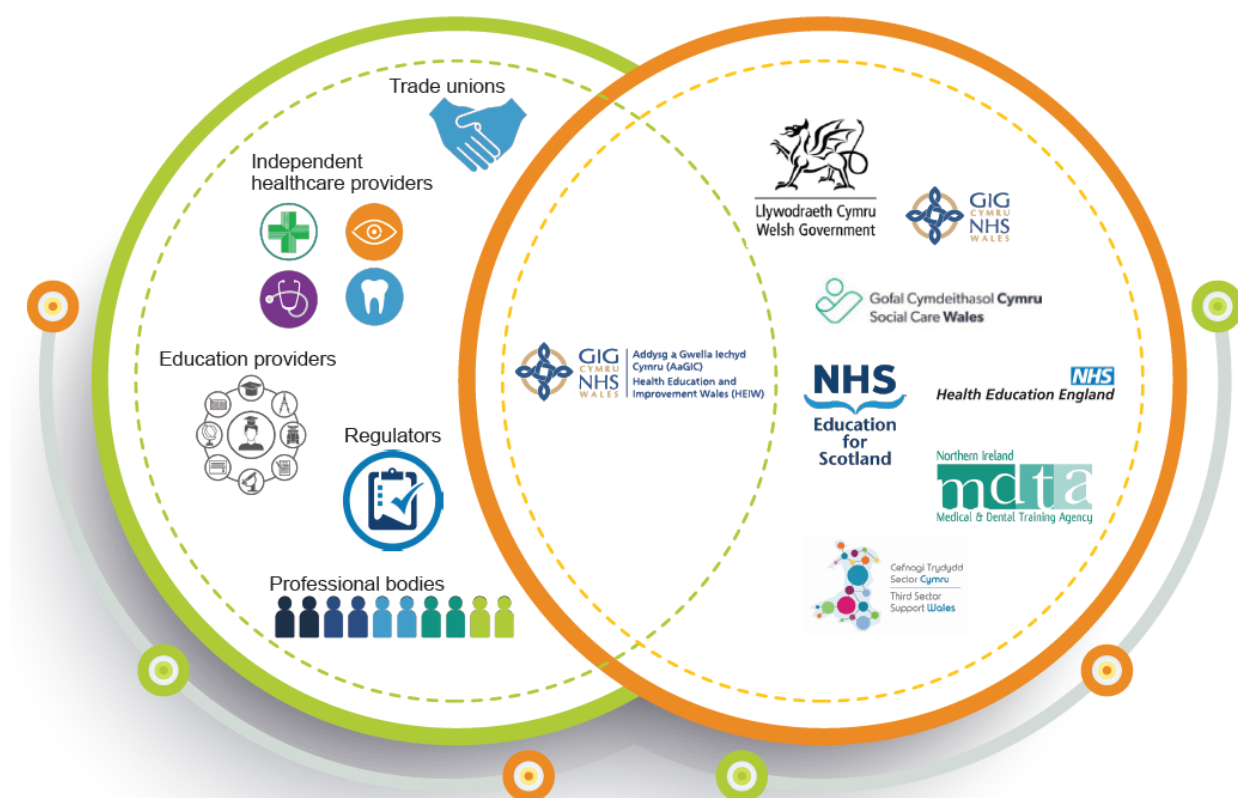 Trade unions
Independent
healthcare providers
Education providers
Regulators
Professional bodies
GIG
CYMRU
NHS
WALES
Addysg a Gwella Iechyd
Cymru (AaGIC)
Health Education and
Improvement Wales (HEIW)
Llywodraeth Cymru
Welsh Government
GIG
CYMRU
NHS
WALES
Gofal Cymdeithasol Cymru
Social Care Wales
NHS
Education
for
Scotland
NHS
Health Education England
Northern Ireland
mdta
Medical & Dental Training Agency
Cefnogi Trydydd
Sector Cymru
Third Sector
Support Wales